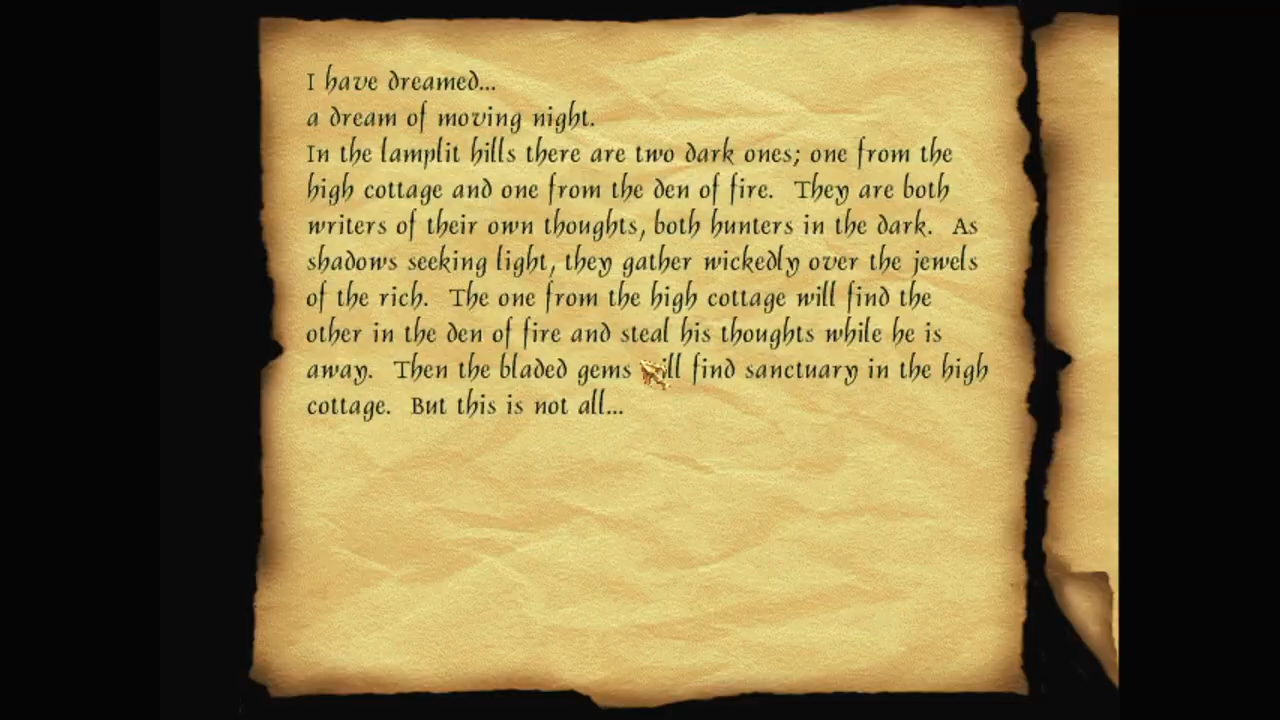 I have dreamed...
a dream of moving night.
In the lamplit hills there are two dark ones; one from the
high cottage and one from the den of fire. They are both
writers of their own thoughts, both hunters in the dark. As
shadows seeking light, they gather wickedly over the jewels
of the rich. The one from the high cottage will find the
other in the den of fire and steal his thoughts while he is
away. Then the bladed gems will find sanctuary in the high
cottage. But this is not all...